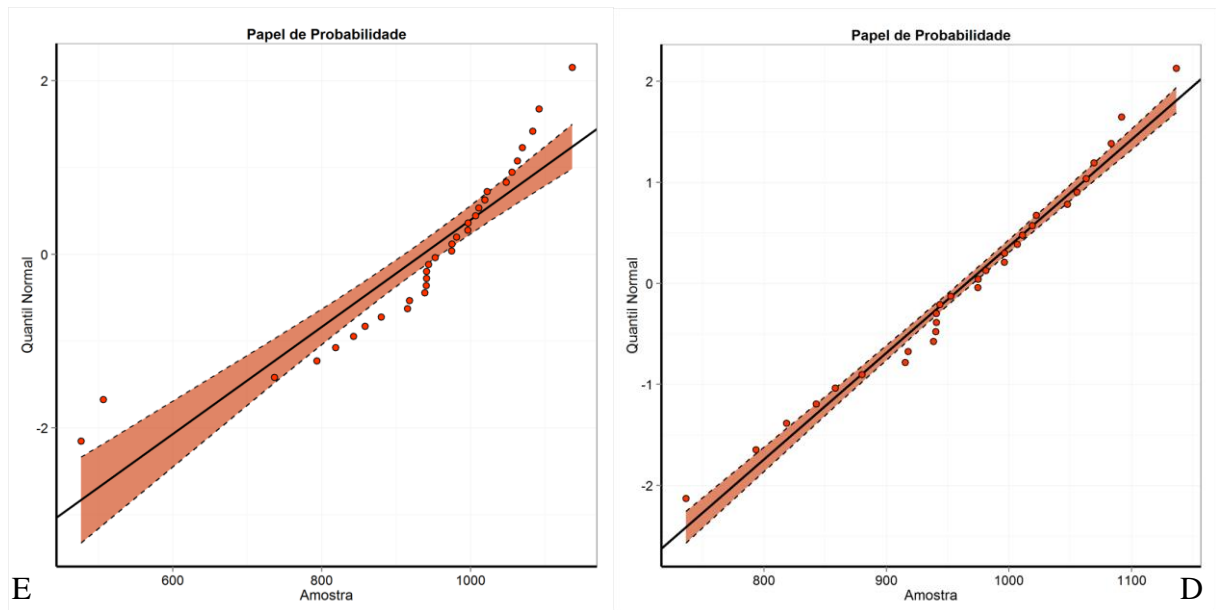 Papel de Probabilidade
2
0
-2
Quantil Normal
600
800
1000
Amostra
E
Papel de Probabilidade
2
1
0
-1
-2
Quantil Normal
800
900
1000
1100
Amostra
D